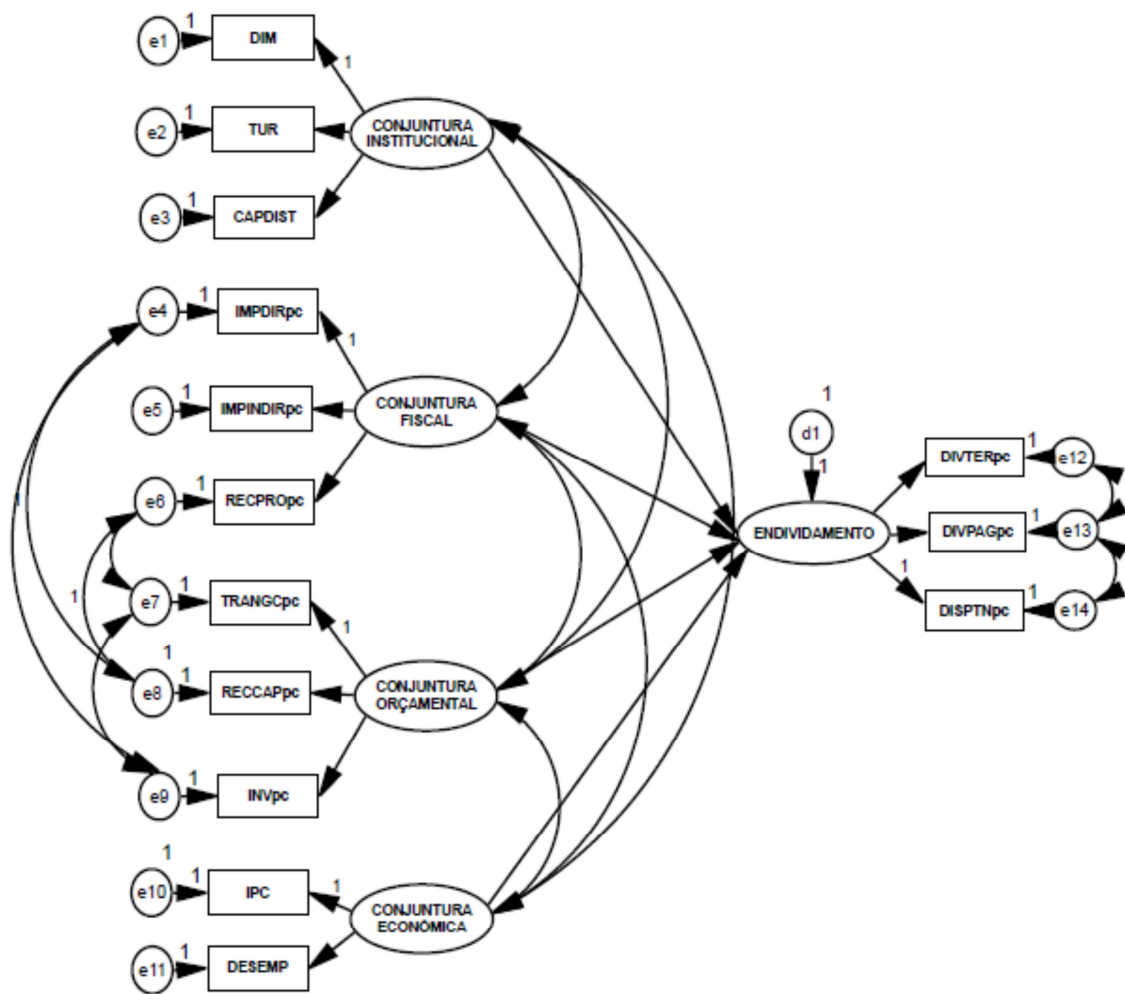 e1 1 DIM
1
e2 1 TUR
CONJUNTURA
INSTITUCIONAL
e3 1 CAPDIST
e4 1 IMPDIRpc
1
e5 1 IMPINDIRpc
CONJUNTURA
FISCAL
e6 1 RECPROpc
1
1
e7 1 TRANGCpc
1
1
e8 1 RECCAPpc
CONJUNTURA
ORÇAMENTAL
e9 1 INVpc
1
e10 1 IPC
1
CONJUNTURA
ECONÓMICA
e11 1 DESEMP
1
d1
1
ENDIVIDAMENTO
DIVTERpc 1 e12
DIVPAGpc 1 e13
1
DISPTNpc 1 e14